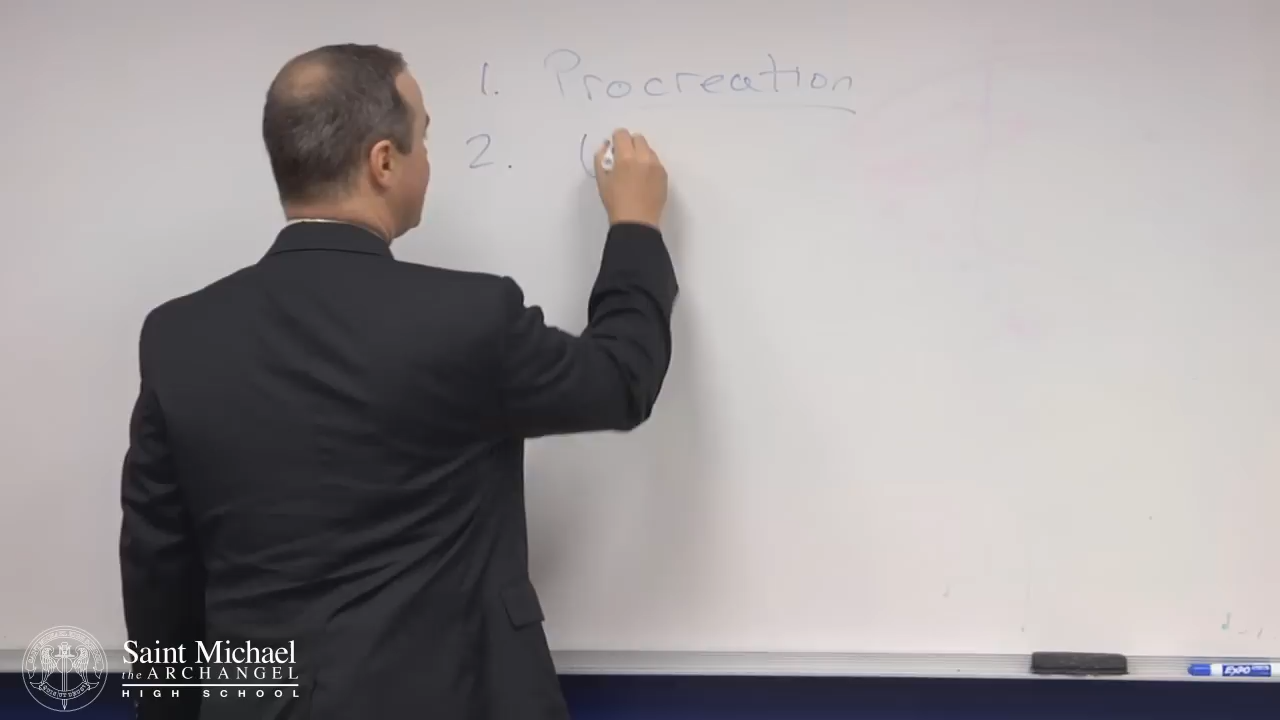 1. Procreation
2.
Saint Michael
the ARCHANGEL
HIGH SCHOOL
EXPO